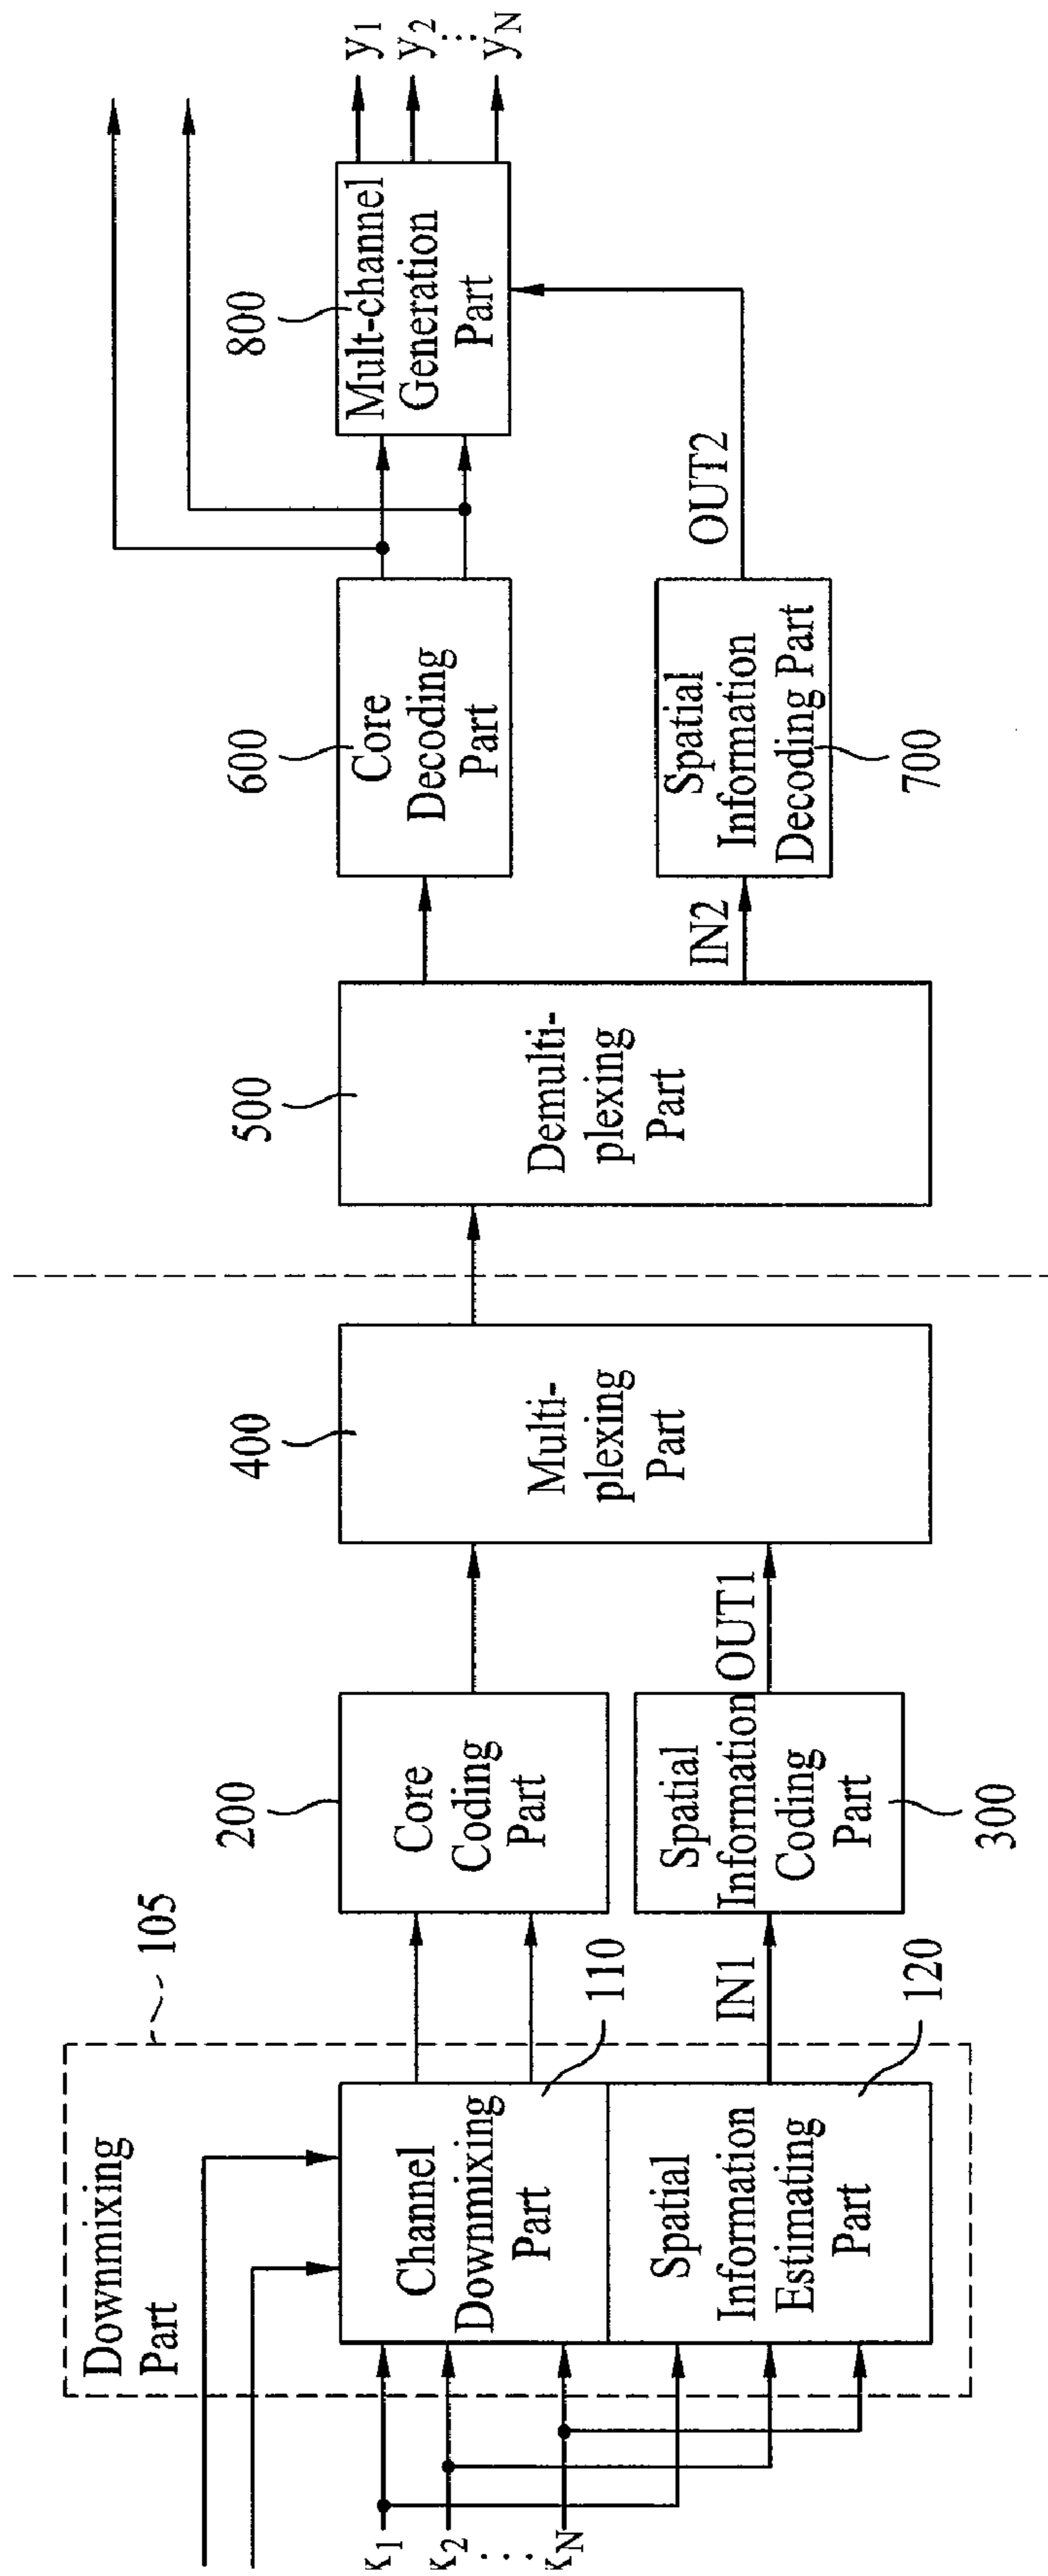 Downmixing
Part
105
x1
x2
⋮
xN
Channel
Downmixing
Part
110
Spatial
Information
Estimating
Part
120
IN1
200
Core
Coding
Part
Spatial
Information
Coding
Part
300
OUT1
400
Multi-
plexing
Part
500
Demulti-
plexing
Part
IN2
600
Core
Decoding
Part
Spatial
Information
Decoding Part
700
OUT2
800
Mult-channel
Generation
Part
y1
y2
⋮
yN